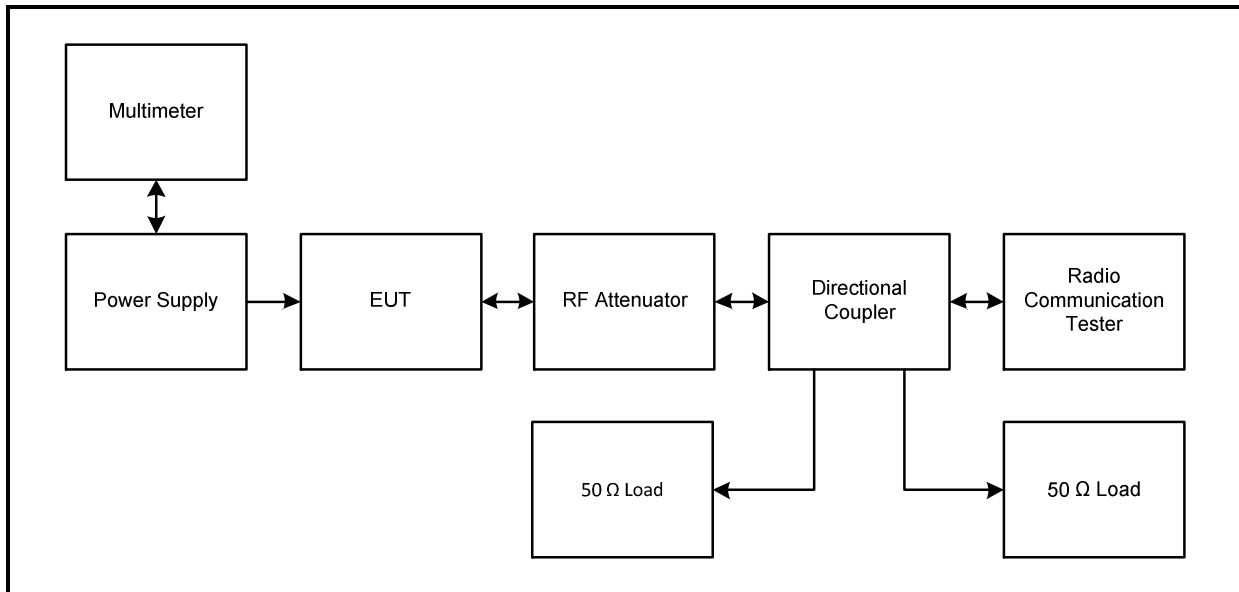 Multimeter
Power Supply
EUT
RF Attenuator
Directional
Coupler
Radio
Communication
Tester
50 Ω Load
50 Ω Load